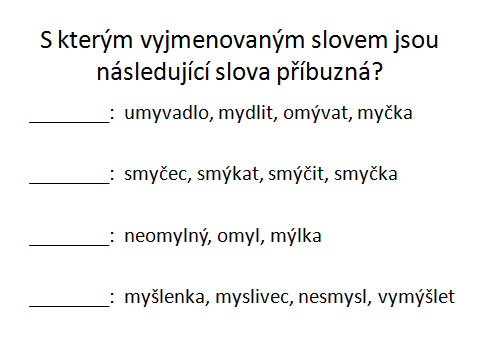 S kterým vyjmenovaným slovem jsou
následující slova příbuzná?
________: umyvadlo, mydlit, omývat, myčka
________: smyčec, smýkat, smýčit, smyčka
________: neomylný, omyl, mýlka
________: myšlenka, myslivec, nesmysl, vymýšlet